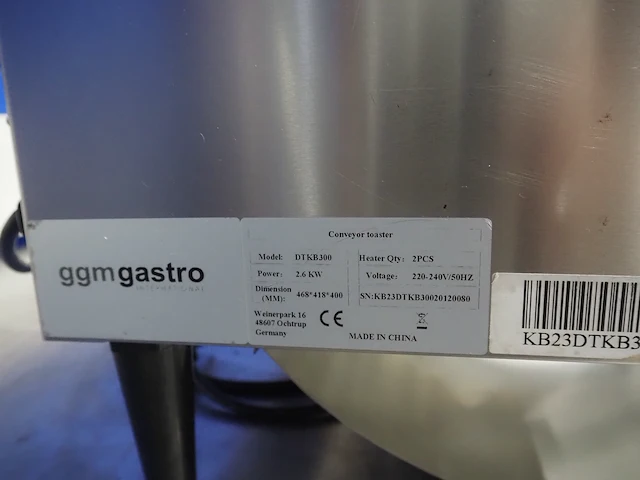 ggmgastro
INTERNATIONAL
Conveyor toaster
Model: DTKB300
Heater Qty: 2PCS
Power: 2.6 KW
Voltage: 220-240V/50HZ
Dimension (MM): 468*418*400
SN:KB23DTKB30020120080
Weinerpark 16
48607 Ochtrup
Germany
CE
MADE IN CHINA
KB23DTKB3